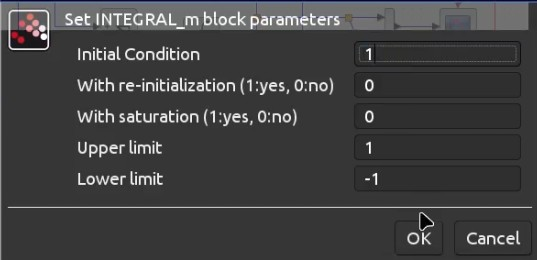 Set INTEGRAL_m block parameters
Initial Condition 1
With re-initialization (1:yes, 0:no) 0
With saturation (1:yes, 0:no) 0
Upper limit 1
Lower limit -1
OK Cancel